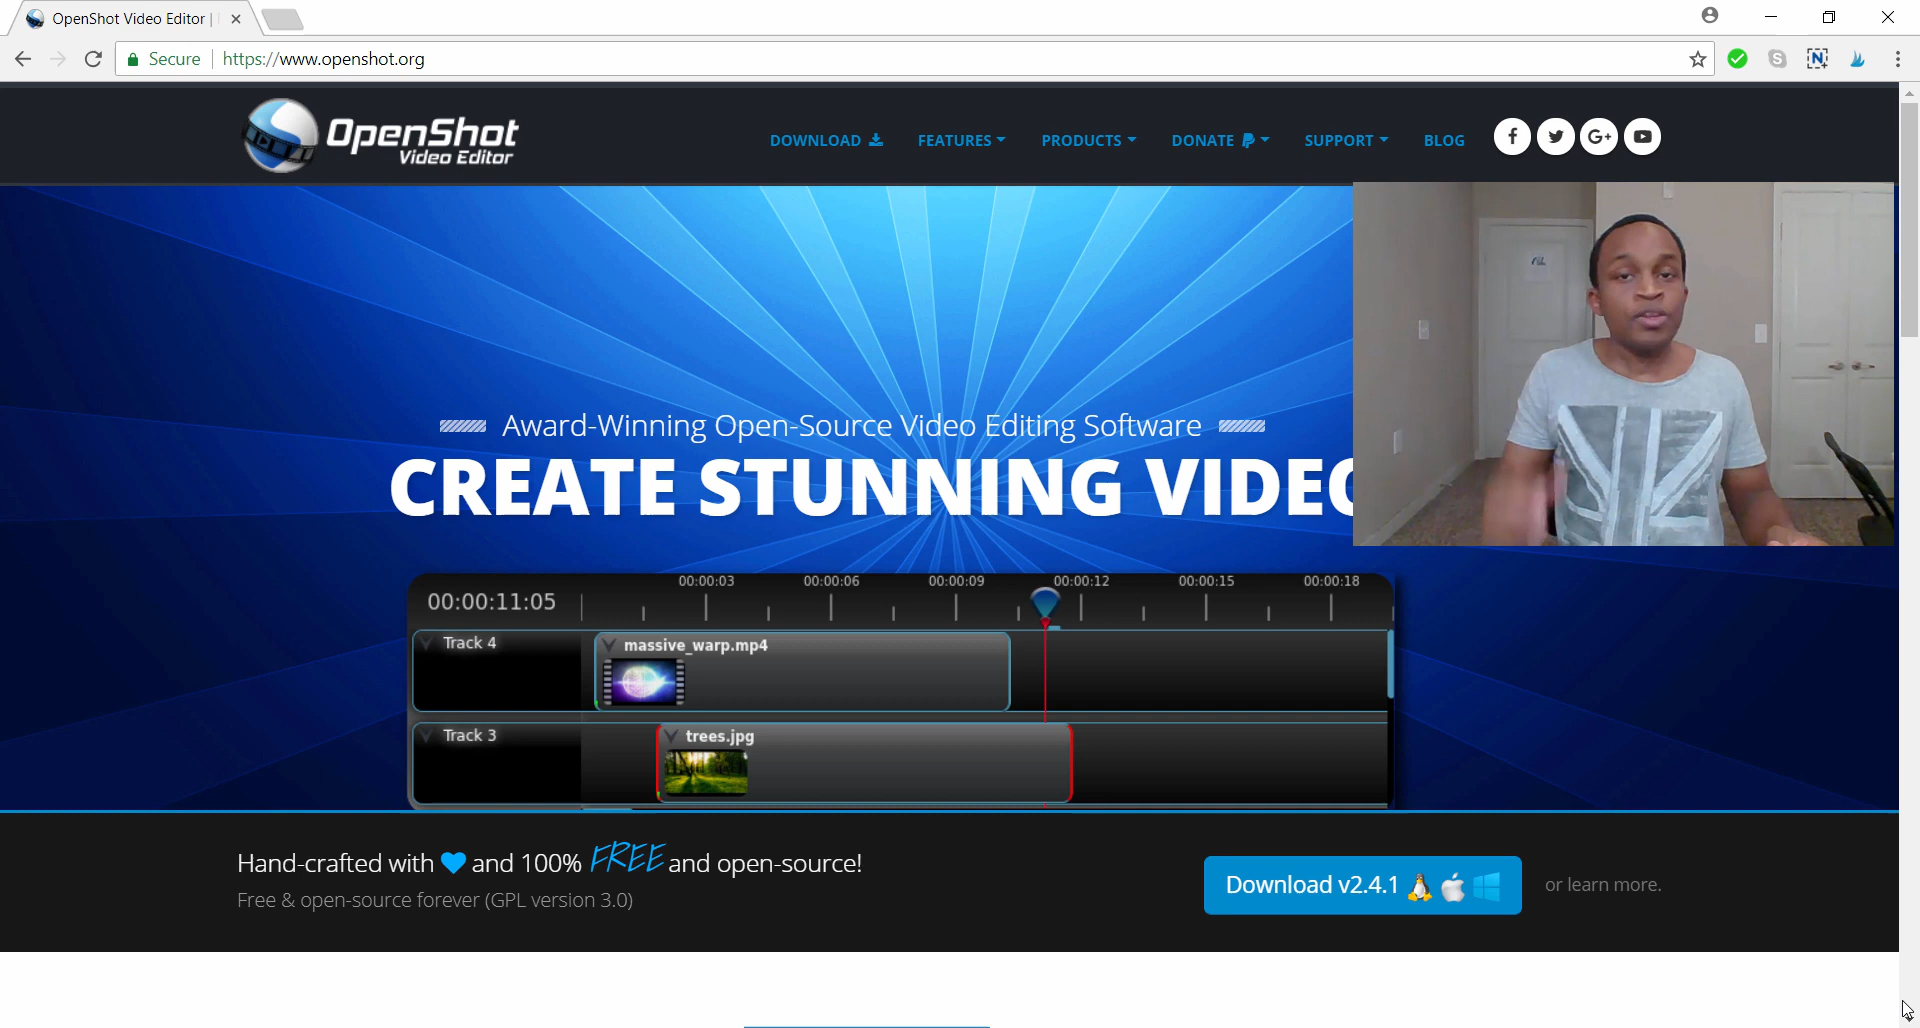 OpenShot Video Editor |
Secure
https://www.openshot.org
OpenShot
Video Editor
DOWNLOAD
FEATURES
PRODUCTS
DONATE
SUPPORT
BLOG
Award-Winning Open-Source Video Editing Software
CREATE STUNNING VIDEO
00:00:11:05
00:00:03
00:00:06
00:00:09
00:00:12
00:00:15
00:00:18
Track 4
massive_warp.mp4
Track 3
trees.jpg
Hand-crafted with and 100% FREE and open-source!
Free & open-source forever (GPL version 3.0)
Download v2.4.1
or learn more.